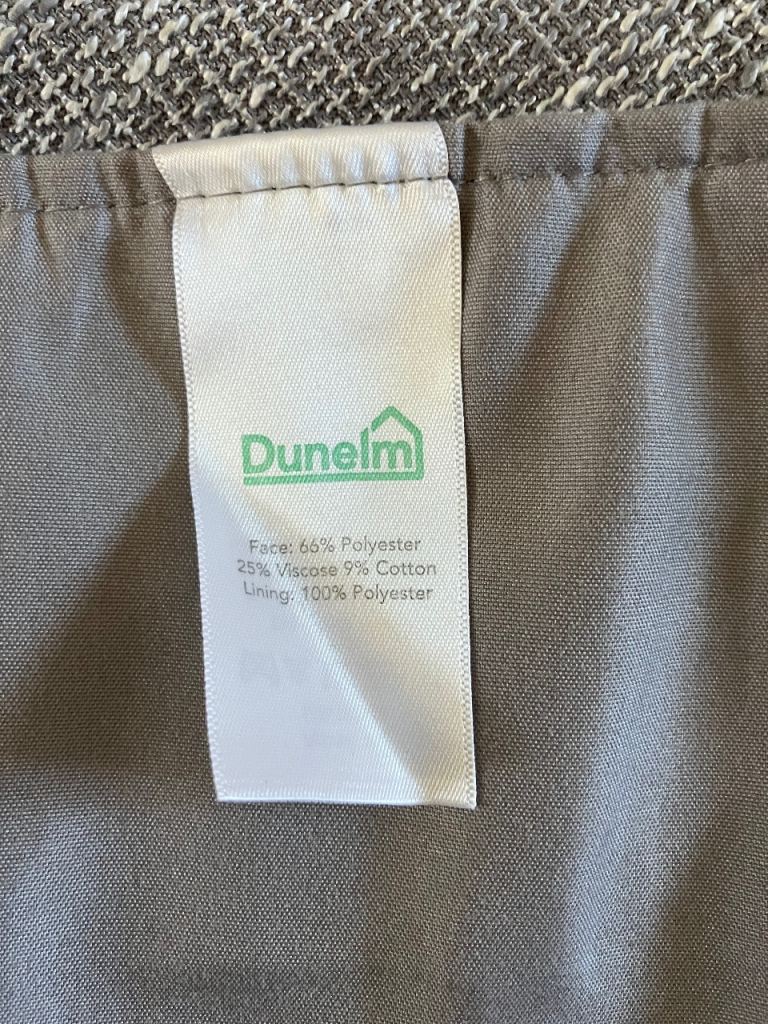 Dunelm
Face: 66% Polyester
25% Viscose 9% Cotton
Lining: 100% Polyester